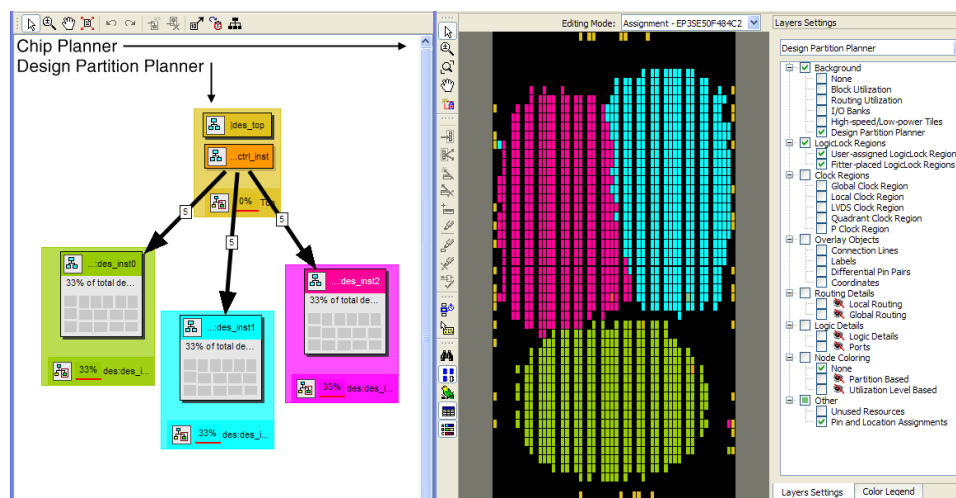 Editing Mode: Assignment - EP3SE50F484C2
Layers Settings
Chip Planner
Design Partition Planner
|des_top
...ctrl_inst
0%
5
5
5
...:des_inst0
33% of total de...
33% des:des_i...
...:des_inst1
33% of total de...
33% des:des_i...
...:des_inst2
33% of total de...
33% des:des_i...
Design Partition Planner
Background
None
Block Utilization
Routing Utilization
I/O Banks
High-speed/Low-power Tiles
Design Partition Planner
LogicLock Regions
User-assigned LogicLock Region
Fitter-placed LogicLock Regions
Clock Regions
Global Clock Region
Local Clock Region
LVDS Clock Region
Quadrant Clock Region
P Clock Region
Overlay Objects
Connection Lines
Labels
Differential Pin Pairs
Coordinates
Routing Details
Local Routing
Global Routing
Logic Details
Logic Details
Ports
Node Coloring
None
Partition Based
Utilization Level Based
Other
Unused Resources
Pin and Location Assignments
Layers Settings
Color Legend